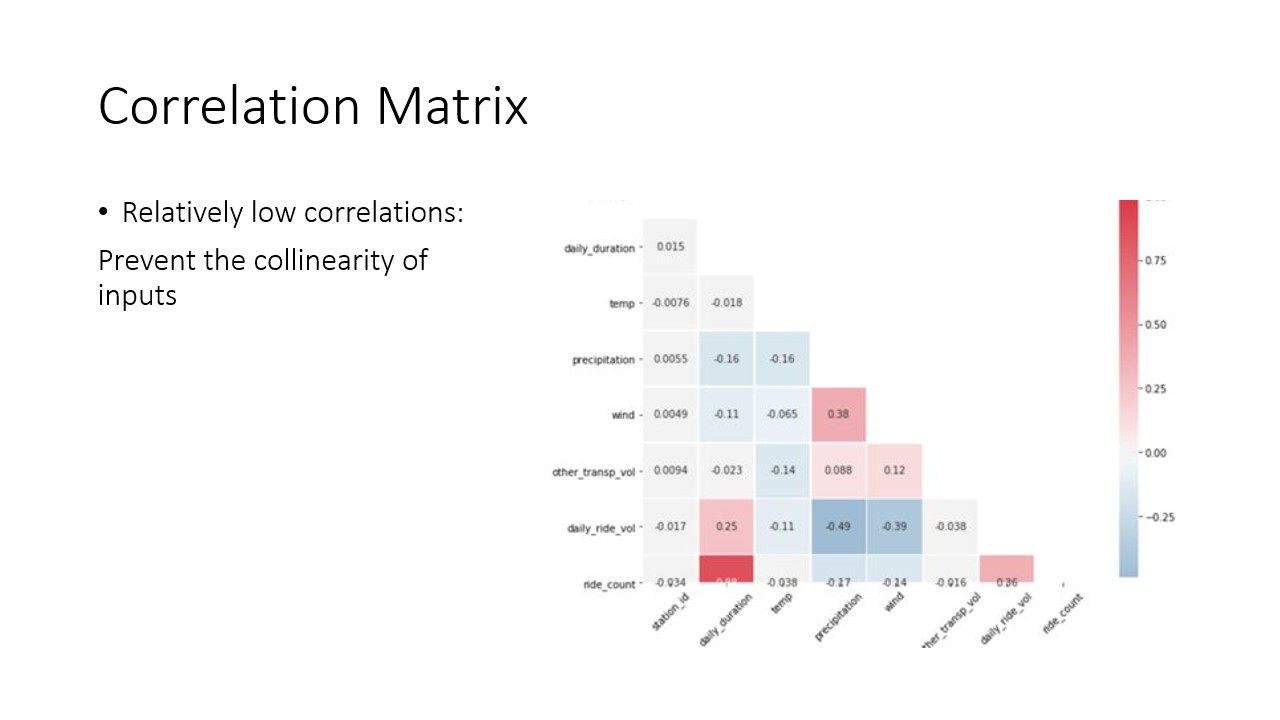 Correlation Matrix
• Relatively low correlations:
Prevent the collinearity of
inputs
daily_duration 0.015
temp -0.0076 -0.018
precipitation 0.0055 -0.16 -0.16
wind 0.0049 -0.11 -0.065 0.38
other_transp_vol 0.0094 -0.023 -0.14 0.088 0.12
daily_ride_vol -0.017 0.25 -0.11 -0.49 -0.39 -0.038
ride_count -0.034 -0.038 -0.17 -0.14 -0.016 0.36
station_id daily_duration temp precipitation wind ther_transp_vol daily_ride_vol ride_count
0.75
0.50
0.25
0.00
−0.25